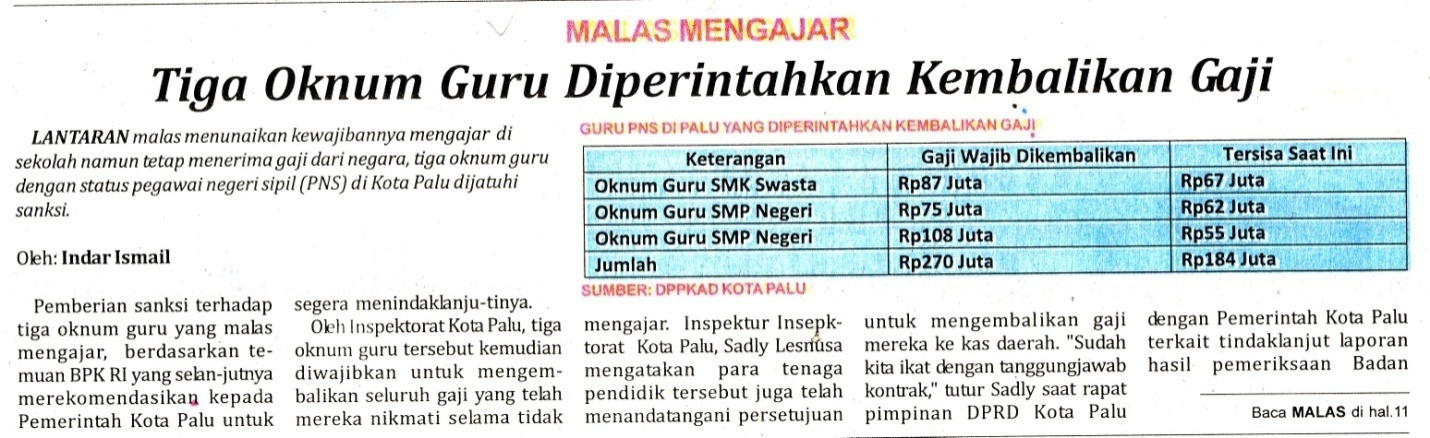 MALAS MENGAJAR
Tiga Oknum Guru Diperintahkan Kembalikan Gaji
LANTARAN malas menunaikan kewajibannya mengajar di
sekolah namun tetap menerima gaji dari negara, tiga oknum guru
dengan status pegawai negeri sipil (PNS) di Kota Palu dijatuhi
sanksi.
Oleh: Indar Ismail
GURU PNS DI PALU YANG DIPERINTAHKAN KEMBALIKAN GAJI
Keterangan Gaji Wajib Dikembalikan Tersisa Saat Ini
Oknum Guru SMK Swasta Rp87 Juta Rp67 Juta
Oknum Guru SMP Negeri Rp75 Juta Rp62 Juta
Oknum Guru SMP Negeri Rp108 Juta Rp55 Juta
Jumlah Rp270 Juta Rp184 Juta
SUMBER: DPPKAD KOTA PALU
Pemberian sanksi terhadap
tiga oknum guru yang malas
mengajar, berdasarkan te-
muan BPK RI yang selan-jutnya
merekomendasikan kepada
Pemerintah Kota Palu untuk
segera menindaklanju-tinya.
Oleh Inspektorat Kota Palu, tiga
oknum guru tersebut kemudian
diwajibkan untuk mengem-
balikan seluruh gaji yang telah
mereka nikmati selama tidak
mengajar. Inspektur Insepk-
torat Kota Palu, Sadly Lesnusa
mengatakan para tenaga
pendidik tersebut juga telah
menandatangani persetujuan
untuk mengembalikan gaji
mereka ke kas daerah. "Sudah
kita ikat dengan tanggungjawab
kontrak," tutur Sadly saat rapat
pimpinan DPRD Kota Palu
dengan Pemerintah Kota Palu
terkait tindaklanjut laporan
hasil pemeriksaan Badan
Baca MALAS di hal.11